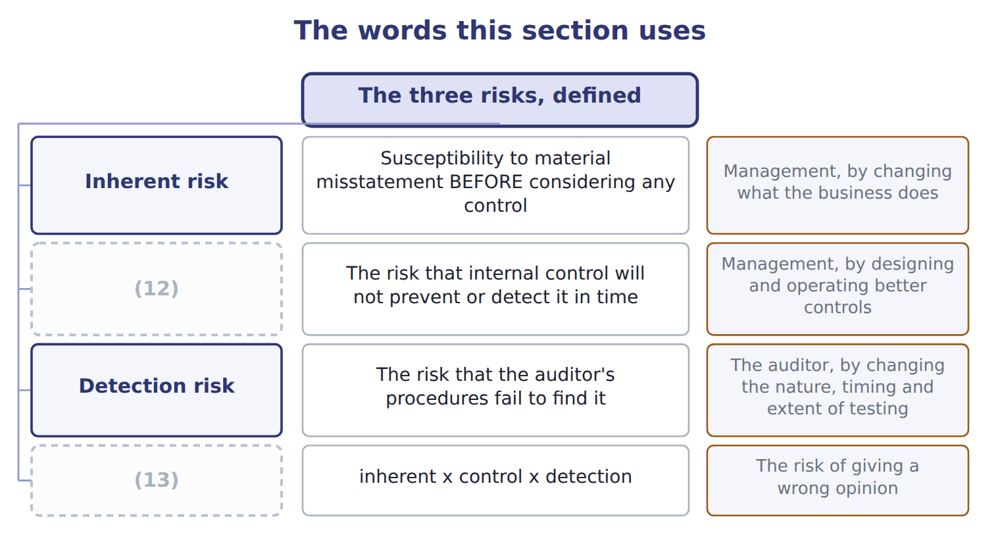 The words this section uses
The three risks, defined
Inherent risk
Susceptibility to material
misstatement BEFORE considering any
control
Management, by changing
what the business does
(12)
The risk that internal control will
not prevent or detect it in time
Management, by designing
and operating better
controls
Detection risk
The risk that the auditor's
procedures fail to find it
The auditor, by changing
the nature, timing and
extent of testing
(13)
inherent x control x detection
The risk of giving a
wrong opinion